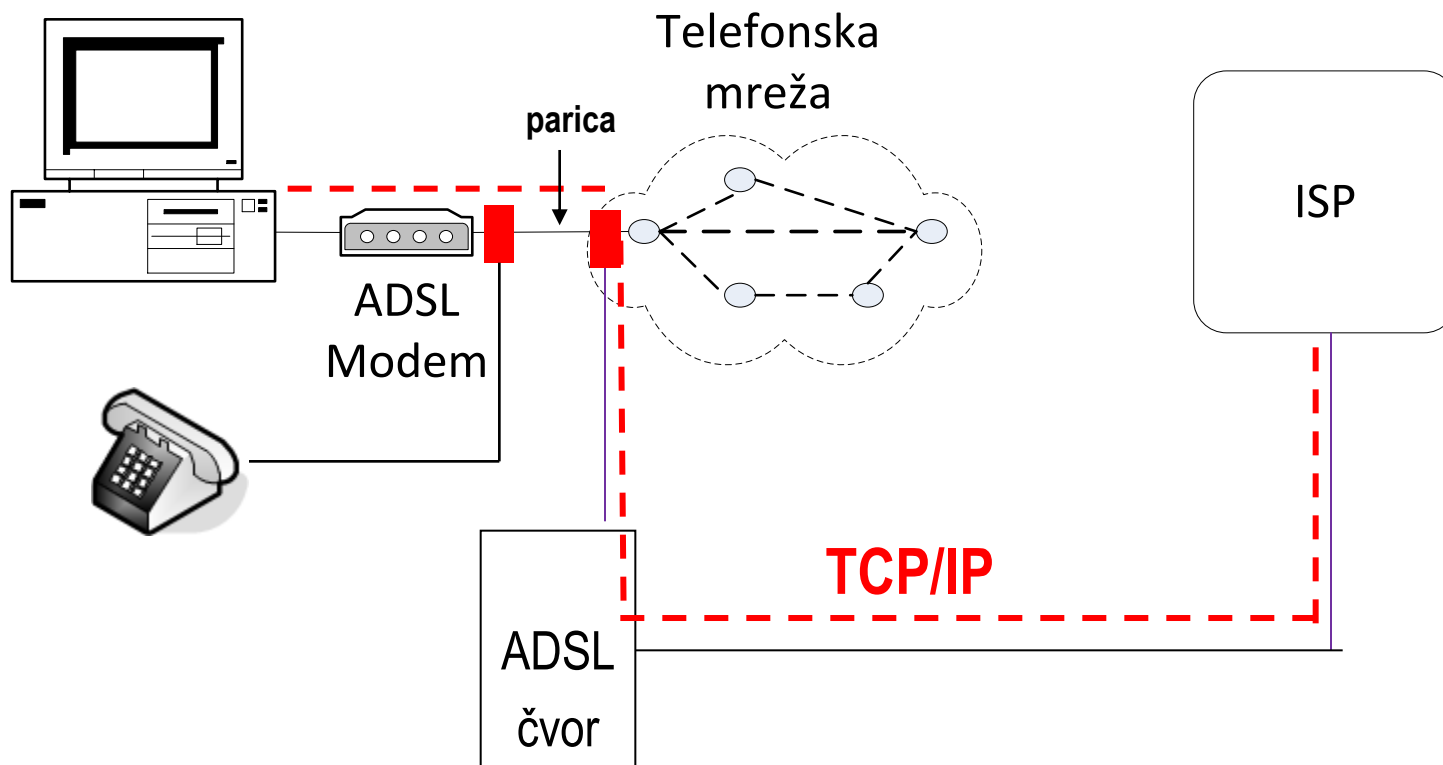 Telefonska
mreža
parica
ISP
ADSL
Modem
TCP/IP
ADSL
čvor